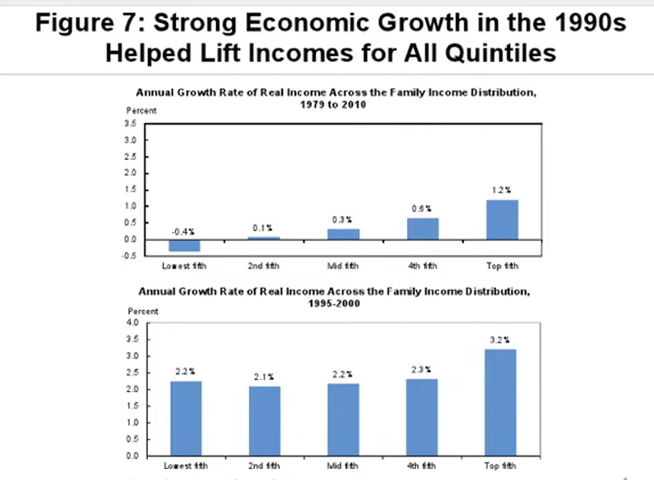 Figure 7: Strong Economic Growth in the 1990s
Helped Lift Incomes for All Quintiles
Annual Growth Rate of Real Income Across the Family Income Distribution,
1979 to 2010
Percent
3.5
3.0
2.5
2.0
1.5
1.0
0.5
0.0
-0.5
-0.4%
0.1%
0.3%
0.6%
1.2%
Lowest fifth
2nd fifth
Mid fifth
4th fifth
Top fifth
Annual Growth Rate of Real Income Across the Family Income Distribution,
1995-2000
Percent
4.0
3.5
3.0
2.5
2.0
1.5
1.0
0.5
0.0
2.2%
2.1%
2.2%
2.3%
3.2%
Lowest fifth
2nd fifth
Mid fifth
4th fifth
Top fifth